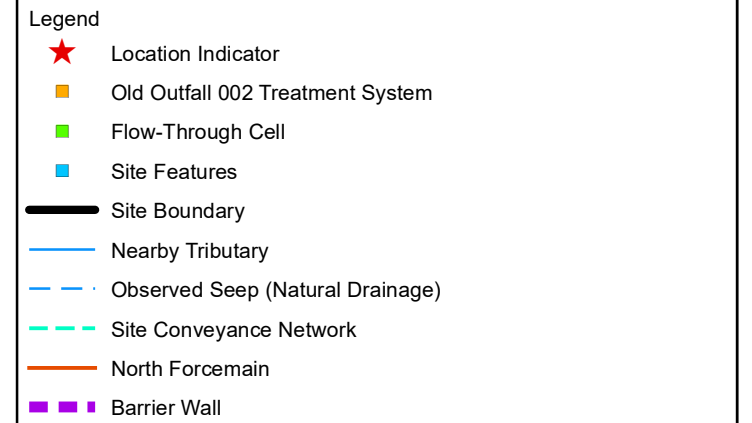 Legend
Location Indicator
Old Outfall 002 Treatment System
Flow-Through Cell
Site Features
Site Boundary
Nearby Tributary
Observed Seep (Natural Drainage)
Site Conveyance Network
North Forcemain
Barrier Wall